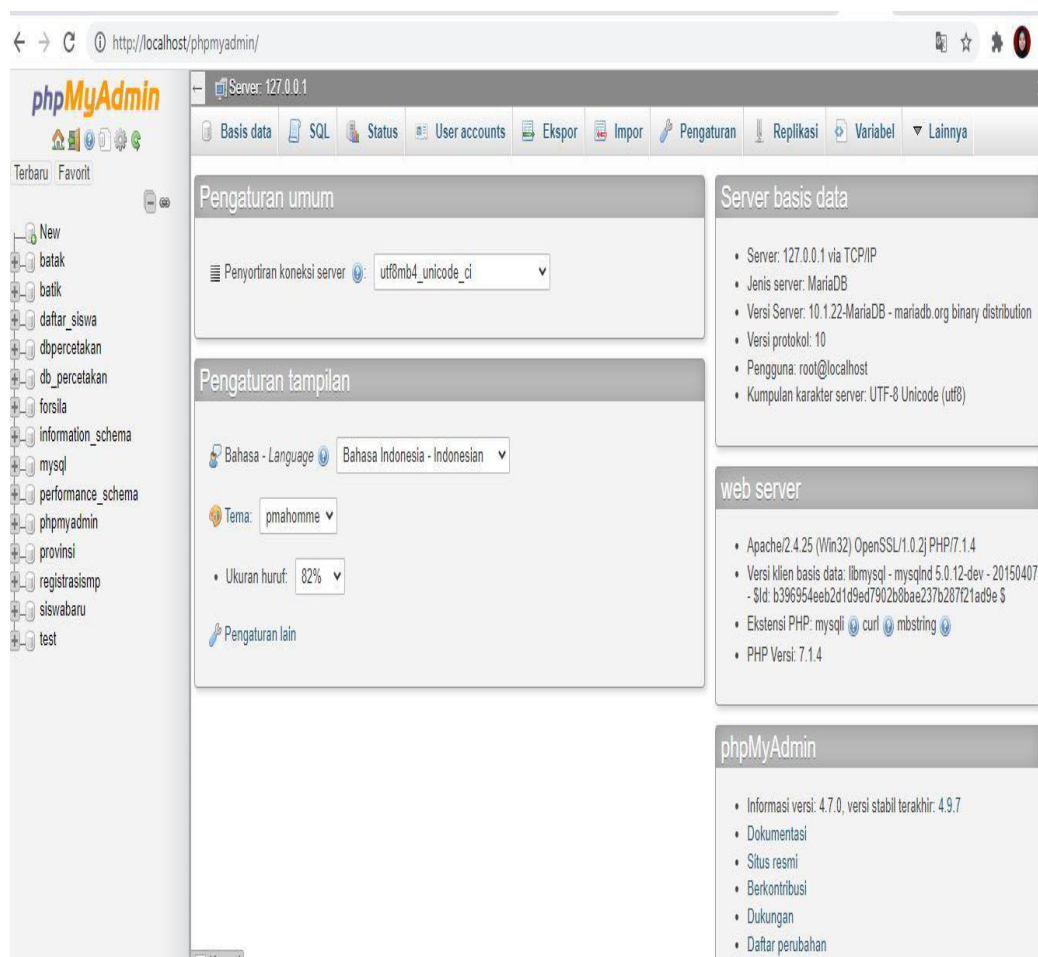 http://localhost/phpmyadmin/
phpMyAdmin
Terbaru Favorit
New
batak
batik
daftar_siswa
dbpercetakan
db_percetakan
forsila
information_schema
mysql
performance_schema
phpmyadmin
provinsi
registrasismp
siswabaru
test
Server: 127.0.0.1
Basis data SQL Status User accounts Ekspor Impor Pengaturan Replikasi Variabel Lainnya
Pengaturan umum
Penyortiran koneksi server : utf8mb4_unicode_ci
Pengaturan tampilan
Bahasa - Language Bahasa Indonesia - Indonesian
Tema: pmahomme
• Ukuran huruf: 82%
Pengaturan lain
Server basis data
• Server: 127.0.0.1 via TCP/IP
• Jenis server: MariaDB
• Versi Server: 10.1.22-MariaDB - mariadb.org binary distribution
• Versi protokol: 10
• Pengguna: root@localhost
• Kumpulan karakter server: UTF-8 Unicode (utf8)
web server
• Apache/2.4.25 (Win32) OpenSSL/1.0.2j PHP/7.1.4
• Versi klien basis data: libmysql - mysqlnd 5.0.12-dev - 20150407
- $Id: b396954eeb2d1d9ed7902b8bae237b287f21ad9e $
• Ekstensi PHP: mysqli curl mbstring
• PHP Versi: 7.1.4
phpMyAdmin
• Informasi versi: 4.7.0, versi stabil terakhir: 4.9.7
• Dokumentasi
• Situs resmi
• Berkontribusi
• Dukungan
• Daftar perubahan